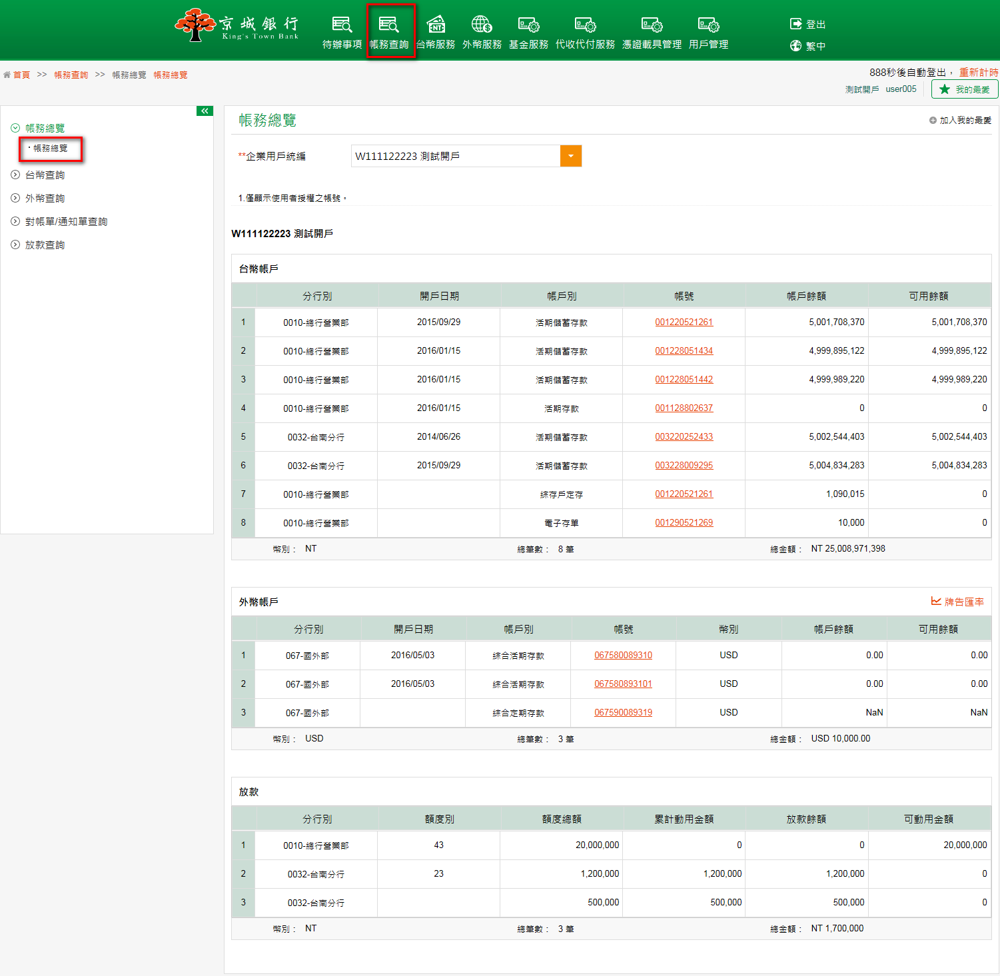 京城銀行
King's Town Bank
待辦事項 帳務查詢 台幣服務 外幣服務 基金服務 代收代付服務 憑證載具管理 用戶管理
登出
繁中
首頁 >> 帳務查詢 >> 帳務總覽 帳務總覽
888秒後自動登出， 重新計時
測試開戶 user005 我的最愛
帳務總覽
帳務總覽
台幣查詢
外幣查詢
對帳單/通知單查詢
放款查詢
帳務總覽
加入我的最愛
**企業用戶統編 W111122223 測試開戶
1.僅顯示使用者授權之帳號。
W111122223 測試開戶
台幣帳戶
分行別 開戶日期 帳戶別 帳號 帳戶餘額 可用餘額
1 0010-總行營業部 2015/09/29 活期儲蓄存款 001220521261 5,001,708,370 5,001,708,370
2 0010-總行營業部 2016/01/15 活期儲蓄存款 001228051434 4,999,895,122 4,999,895,122
3 0010-總行營業部 2016/01/15 活期儲蓄存款 001228051442 4,999,989,220 4,999,989,220
4 0010-總行營業部 2016/01/15 活期存款 001128802637 0 0
5 0032-台南分行 2014/06/26 活期儲蓄存款 003220252433 5,002,544,403 5,002,544,403
6 0032-台南分行 2015/09/29 活期儲蓄存款 003228009295 5,004,834,283 5,004,834,283
7 0010-總行營業部 綜存戶定存 001220521261 1,090,015 0
8 0010-總行營業部 電子存單 001290521269 10,000 0
幣別： NT 總筆數： 8 筆 總金額： NT 25,008,971,398
外幣帳戶
牌告匯率
分行別 開戶日期 帳戶別 帳號 幣別 帳戶餘額 可用餘額
1 067-國外部 2016/05/03 綜合活期存款 067580089310 USD 0.00 0.00
2 067-國外部 2016/05/03 綜合活期存款 067580893101 USD 0.00 0.00
3 067-國外部 綜合定期存款 067590089319 USD NaN NaN
幣別： USD 總筆數： 3 筆 總金額： USD 10,000.00
放款
分行別 額度別 額度總額 累計動用金額 放款餘額 可動用金額
1 0010-總行營業部 43 20,000,000 0 0 20,000,000
2 0032-台南分行 23 1,200,000 1,200,000 1,200,000 0
3 0032-台南分行 500,000 500,000 500,000 0
幣別： NT 總筆數： 3 筆 總金額： NT 1,700,000